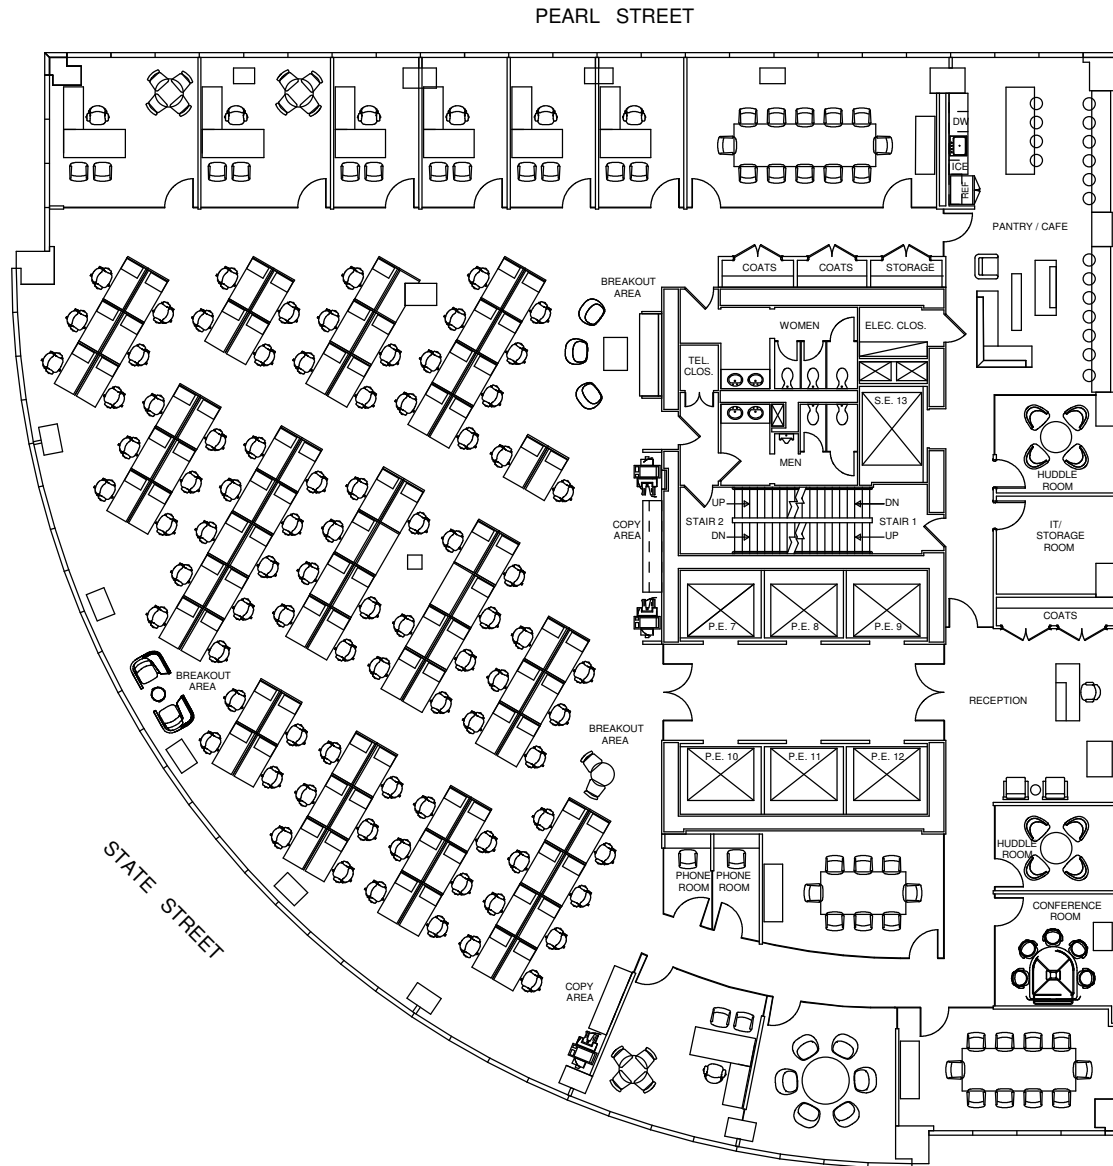 PEARL STREET
DW
ICE
REF.
PANTRY / CAFE
COATS
COATS
STORAGE
BREAKOUT
AREA
WOMEN
ELEC. CLOS.
TEL.
CLOS.
S.E. 13
MEN
HUDDLE
ROOM
UP
DN
STAIR 2
STAIR 1
DN
UP
COPY
AREA
IT/
STORAGE
ROOM
P.E. 7
P.E. 8
P.E. 9
COATS
BREAKOUT
AREA
RECEPTION
BREAKOUT
AREA
P.E. 10
P.E. 11
P.E. 12
HUDDLE
ROOM
PHONE
ROOM
PHONE
ROOM
CONFERENCE
ROOM
STATE STREET
COPY
AREA